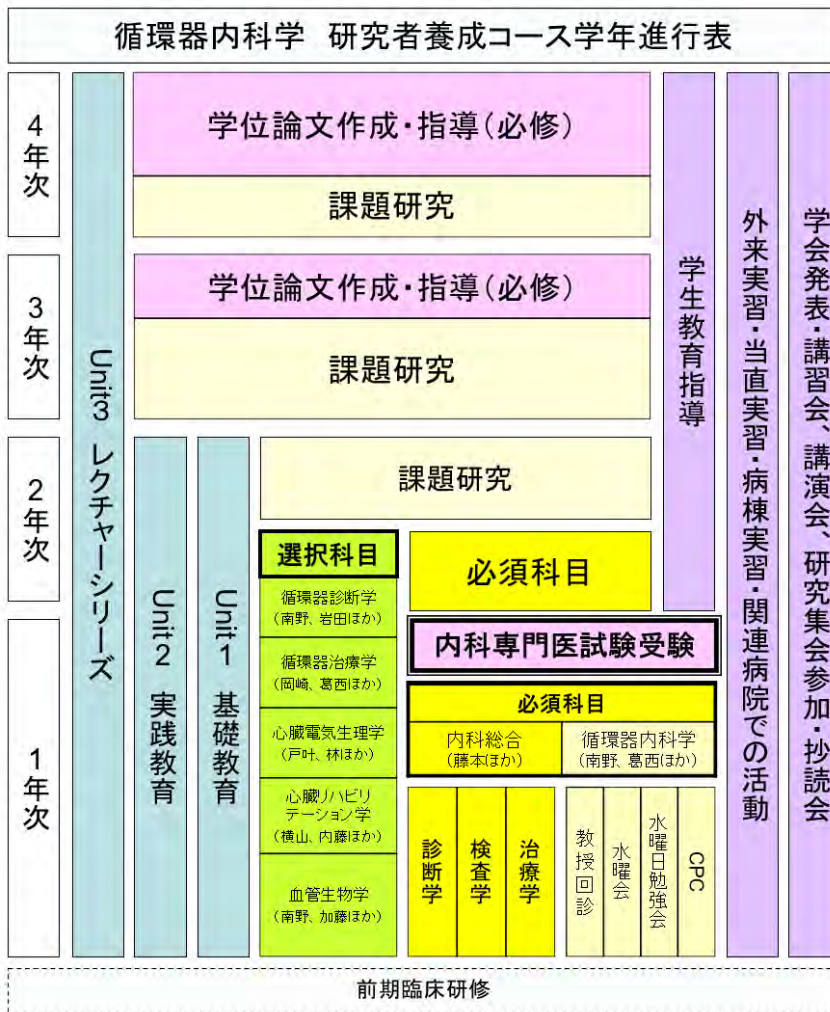 循環器内科学 研究者養成コース学年進行表
4年次
学位論文作成・指導(必修)
課題研究
3年次
学位論文作成・指導(必修)
課題研究
2年次
課題研究
選択科目
必須科目
循環器診断学
(南野、岩田ほか)
内科専門医試験受験
1年次
循環器治療学
(岡崎、葛西ほか)
必須科目
内科総合
(藤本ほか)
循環器内科学
(南野、葛西ほか)
心臓電気生理学
(戸叶、林ほか)
心臓リハビリ
テーション学
(横山、内藤ほか)
血管生物学
(南野、加藤ほか)
診断学
検査学
治療学
教授回診
水曜会
水曜日勉強会
CPC
Unit3 レクチャーシリーズ
Unit2 実践教育
Unit1 基礎教育
学生教育指導
外来実習・当直実習・病棟実習・関連病院での活動
学会発表・講習会、講演会、研究集会参加・抄読会
前期臨床研修